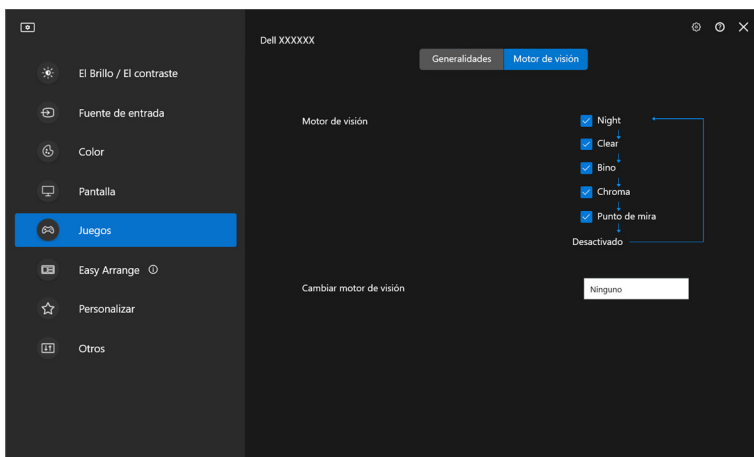 Dell XXXXXX
Generalidades
Motor de visión
El Brillo / El contraste
Fuente de entrada
Color
Pantalla
Juegos
Easy Arrange
Personalizar
Otros
Motor de visión
Night
Clear
Bino
Chroma
Punto de mira
Desactivado
Cambiar motor de visión
Ninguno